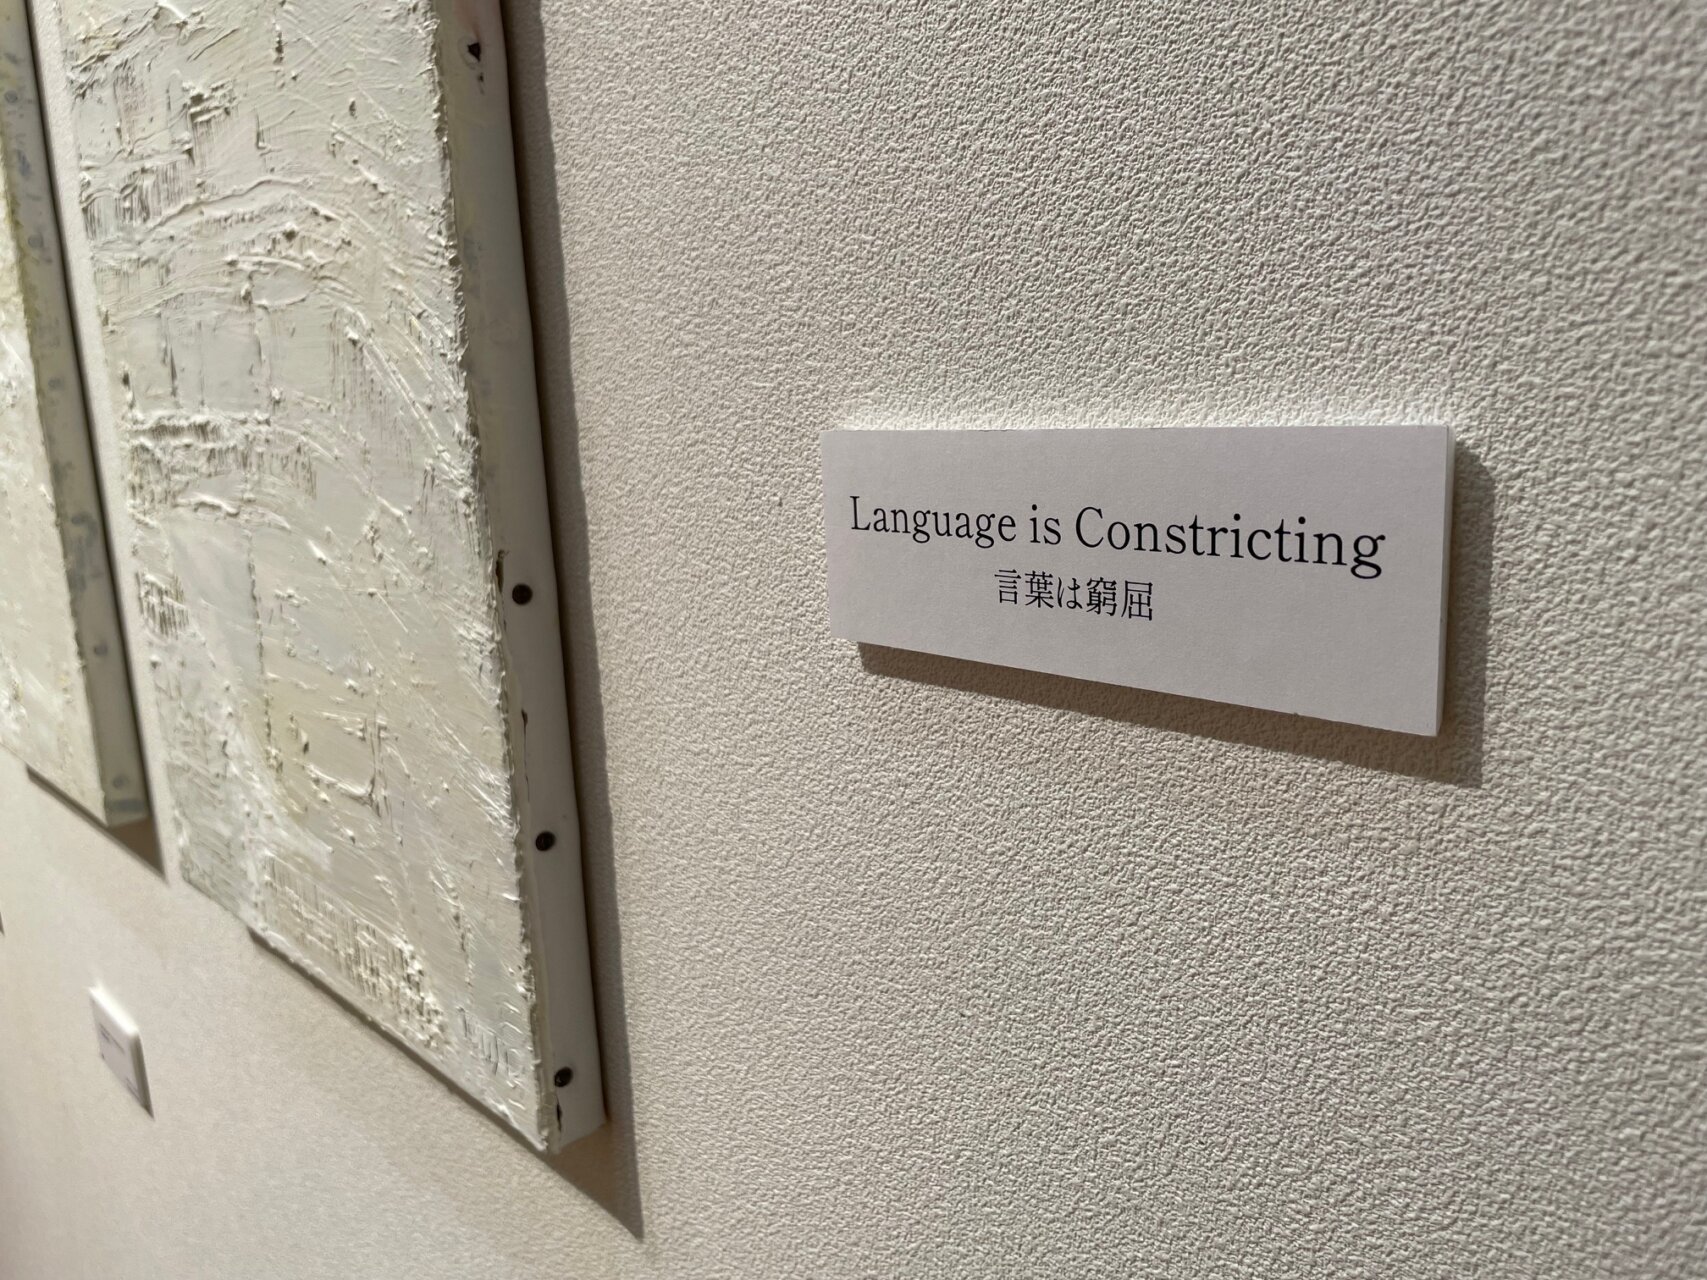 Language is Constricting
言葉は窮屈